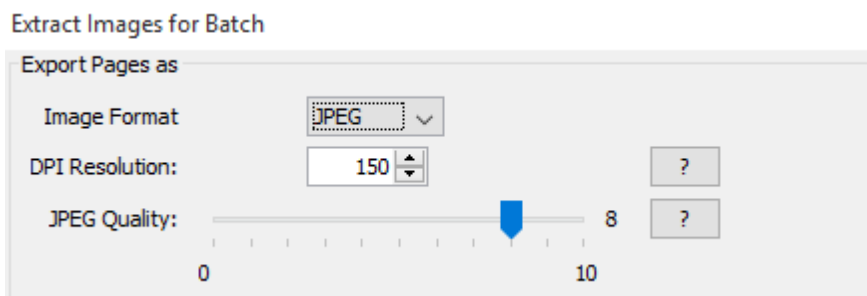 Extract Images for Batch
Export Pages as
Image Format JPEG
DPI Resolution: 150 ?
JPEG Quality: 8 ?
0 10